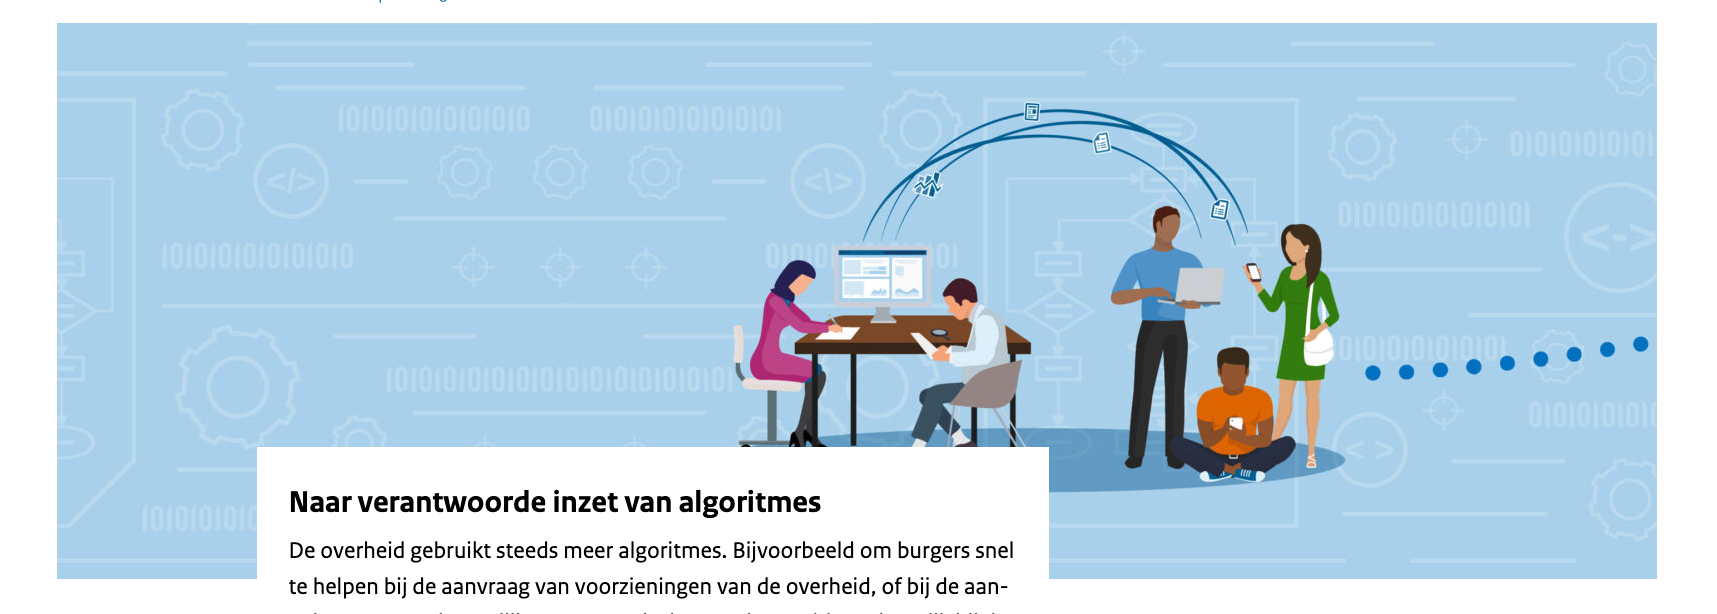 Naar verantwoorde inzet van algoritmes
De overheid gebruikt steeds meer algoritmes. Bijvoorbeeld om burgers snel
te helpen bij de aanvraag van voorzieningen van de overheid, of bij de aan-